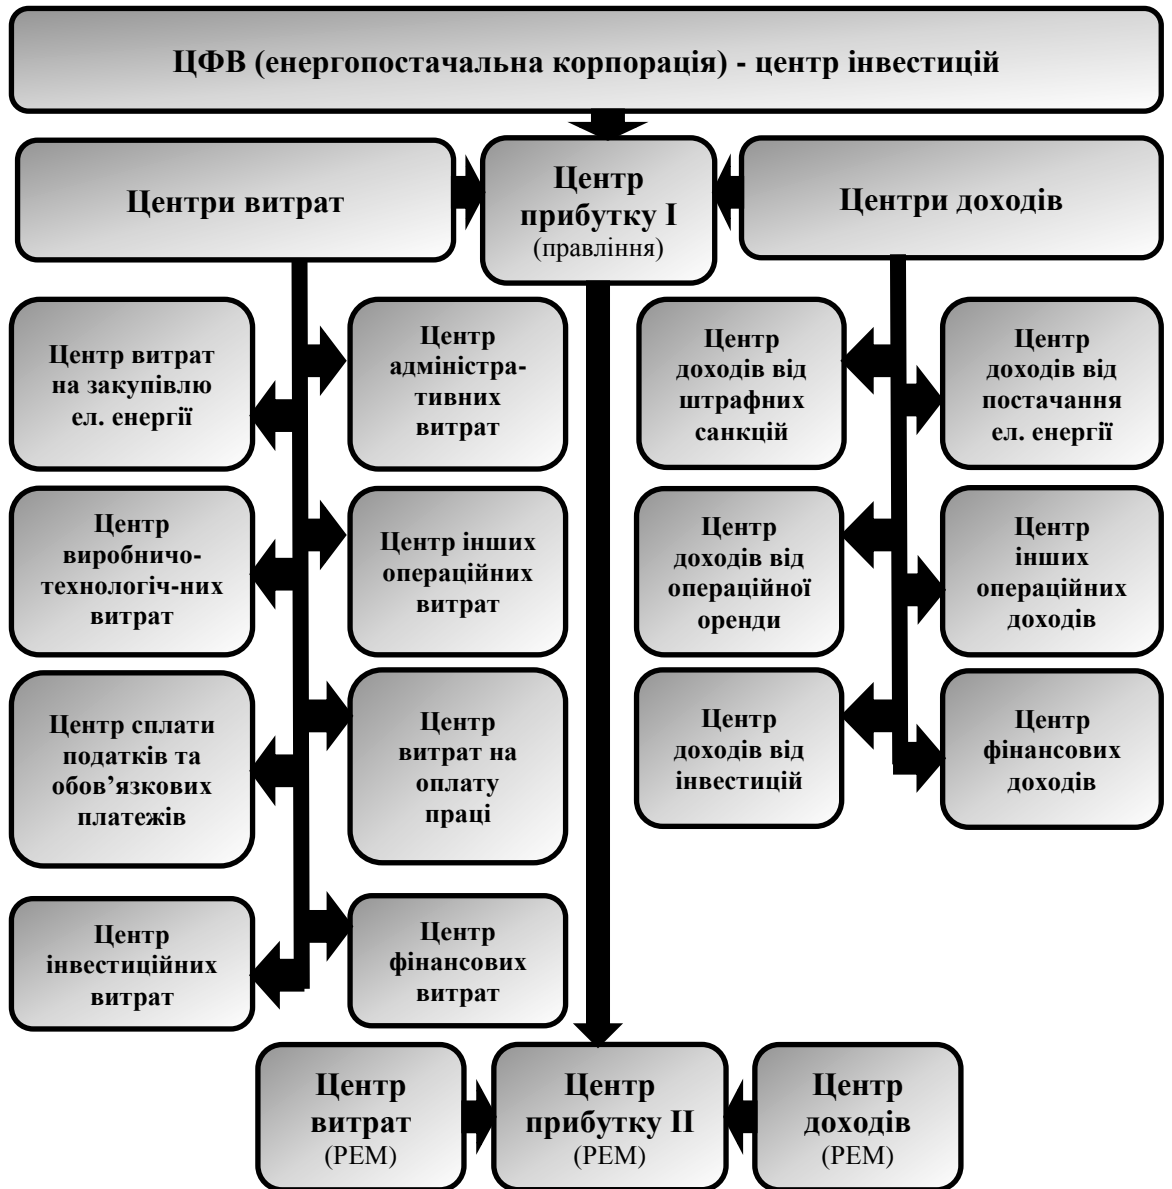 ЦФВ (енергопостачальна корпорація) - центр інвестицій
Центри витрат
Центр
прибутку I
(правління)
Центри доходів
Центр витрат
на закупівлю
ел. енергії
Центр
адміністра-
тивних
витрат
Центр
доходів від
штрафних
санкцій
Центр
доходів від
постачання
ел. енергії
Центр
виробничо-
технологіч-них
витрат
Центр інших
операційних
витрат
Центр
доходів від
операційної
оренди
Центр
інших
операційних
доходів
Центр сплати
податків та
обов’язкових
платежів
Центр
витрат на
оплату
праці
Центр
доходів від
інвестицій
Центр
фінансових
доходів
Центр
інвестиційних
витрат
Центр
фінансових
витрат
Центр
витрат
(РЕМ)
Центр
прибутку II
(РЕМ)
Центр
доходів
(РЕМ)